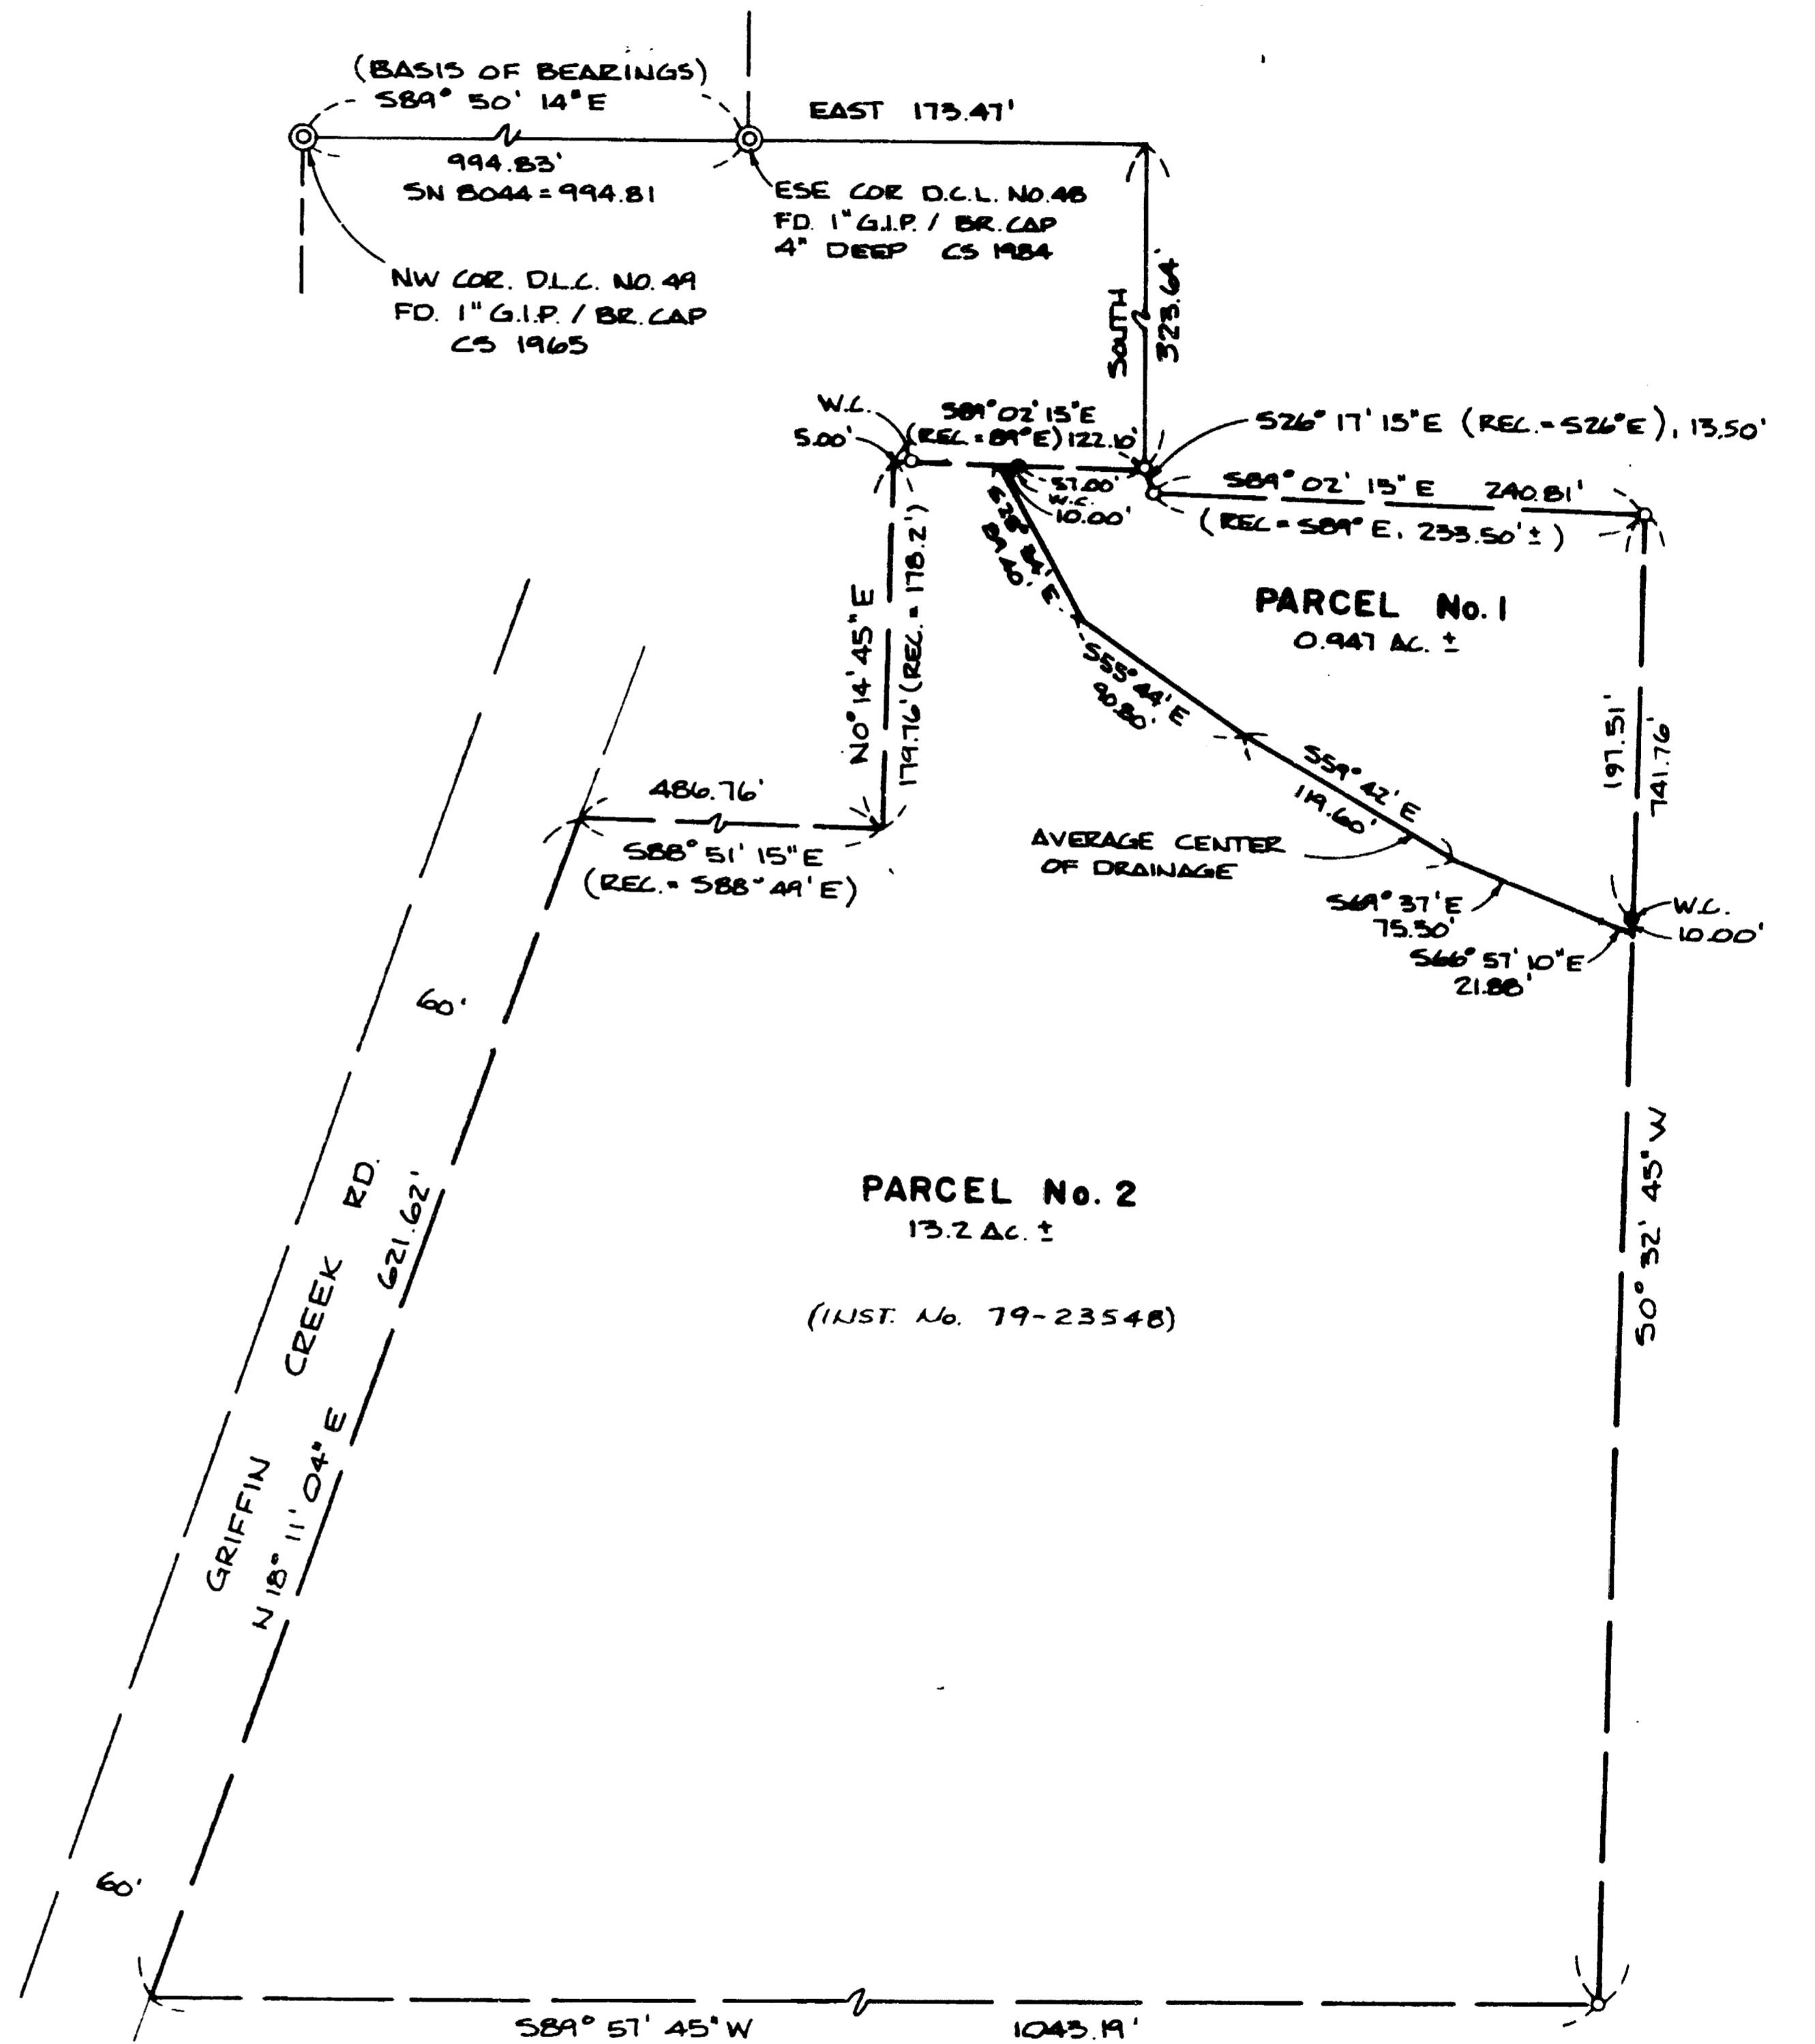 (BASIS OF BEARINGS)
S89° 50' 14"E
EAST 173.47'
994.83'
SN 8044 = 994.81
ESE COR D.C.L. NO. 48
FD. 1" G.I.P. / BR. CAP
4" DEEP CS 1984
NW COR. D.L.C. NO. 49
FD. 1" G.I.P. / BR. CAP
CS 1965
SOUTH
323.64'
W.C.
5.00'
S89° 02' 15"E
(REC. = 89°E) 122.10'
S26° 17' 15"E (REC. = S26°E), 13.50'
57.00'
W.C.
10.00'
S89° 02' 15"E 240.81'
(REC = S89°E, 233.50' ±)
PARCEL No. 1
0.947 AC. ±
N0° 14' 45"E
179.76' (REC. = 178.2')
S55° 44' E
90.80'
S59° 42' E
119.60'
197.51'
741.76'
486.76'
S88° 51' 15"E
(REC. = S88° 49' E)
AVERAGE CENTER
OF DRAINAGE
S69° 37' E
75.50'
S66° 57' 10"E
21.88'
W.C.
10.00'
60'
S0° 32' 45" W
PARCEL No. 2
13.2 AC. ±
(INST. No. 79-23548)
GRIFFIN CREEK RD.
N 18° 11' 04" E 621.62'
60'
S89° 57' 45" W 1043.19'